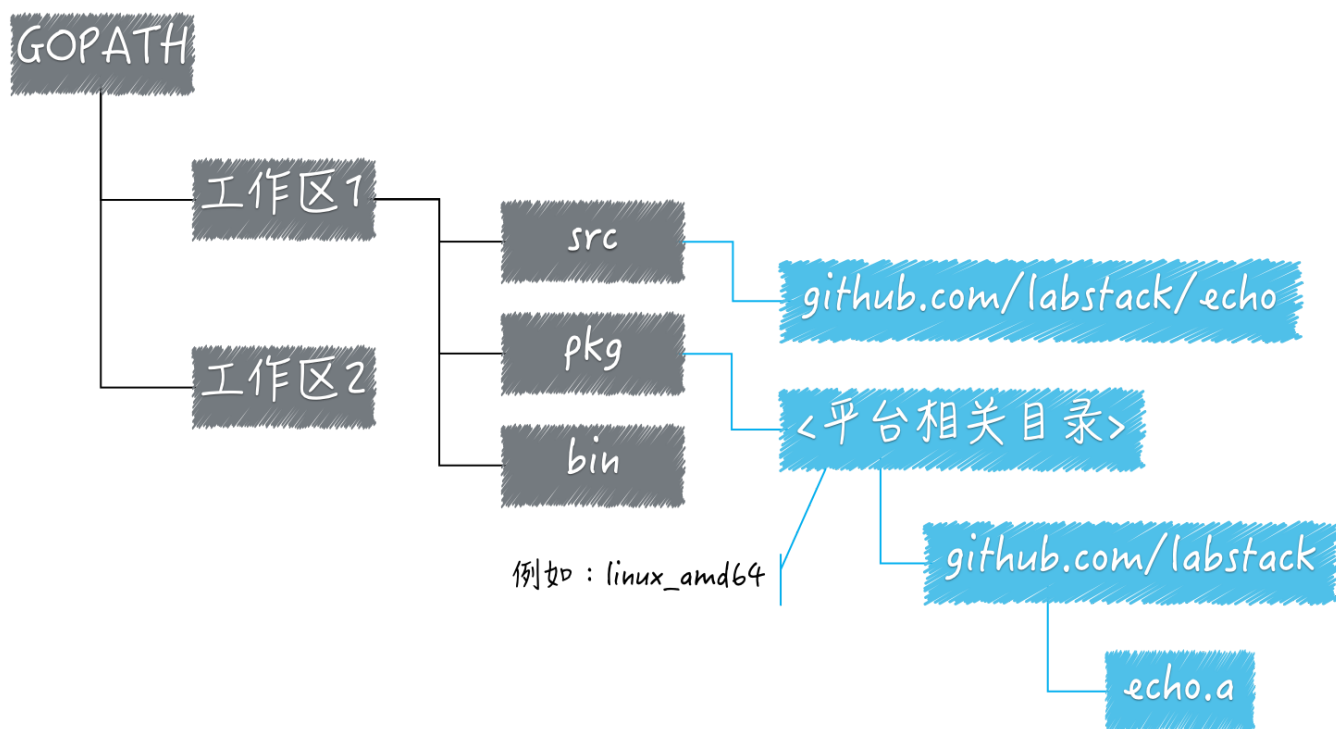 GOPATH
工作区1
src
github.com/labstack/echo
pkg
工作区2
<平台相关目录>
bin
github.com/labstack
例如：linux_amd64
echo.a